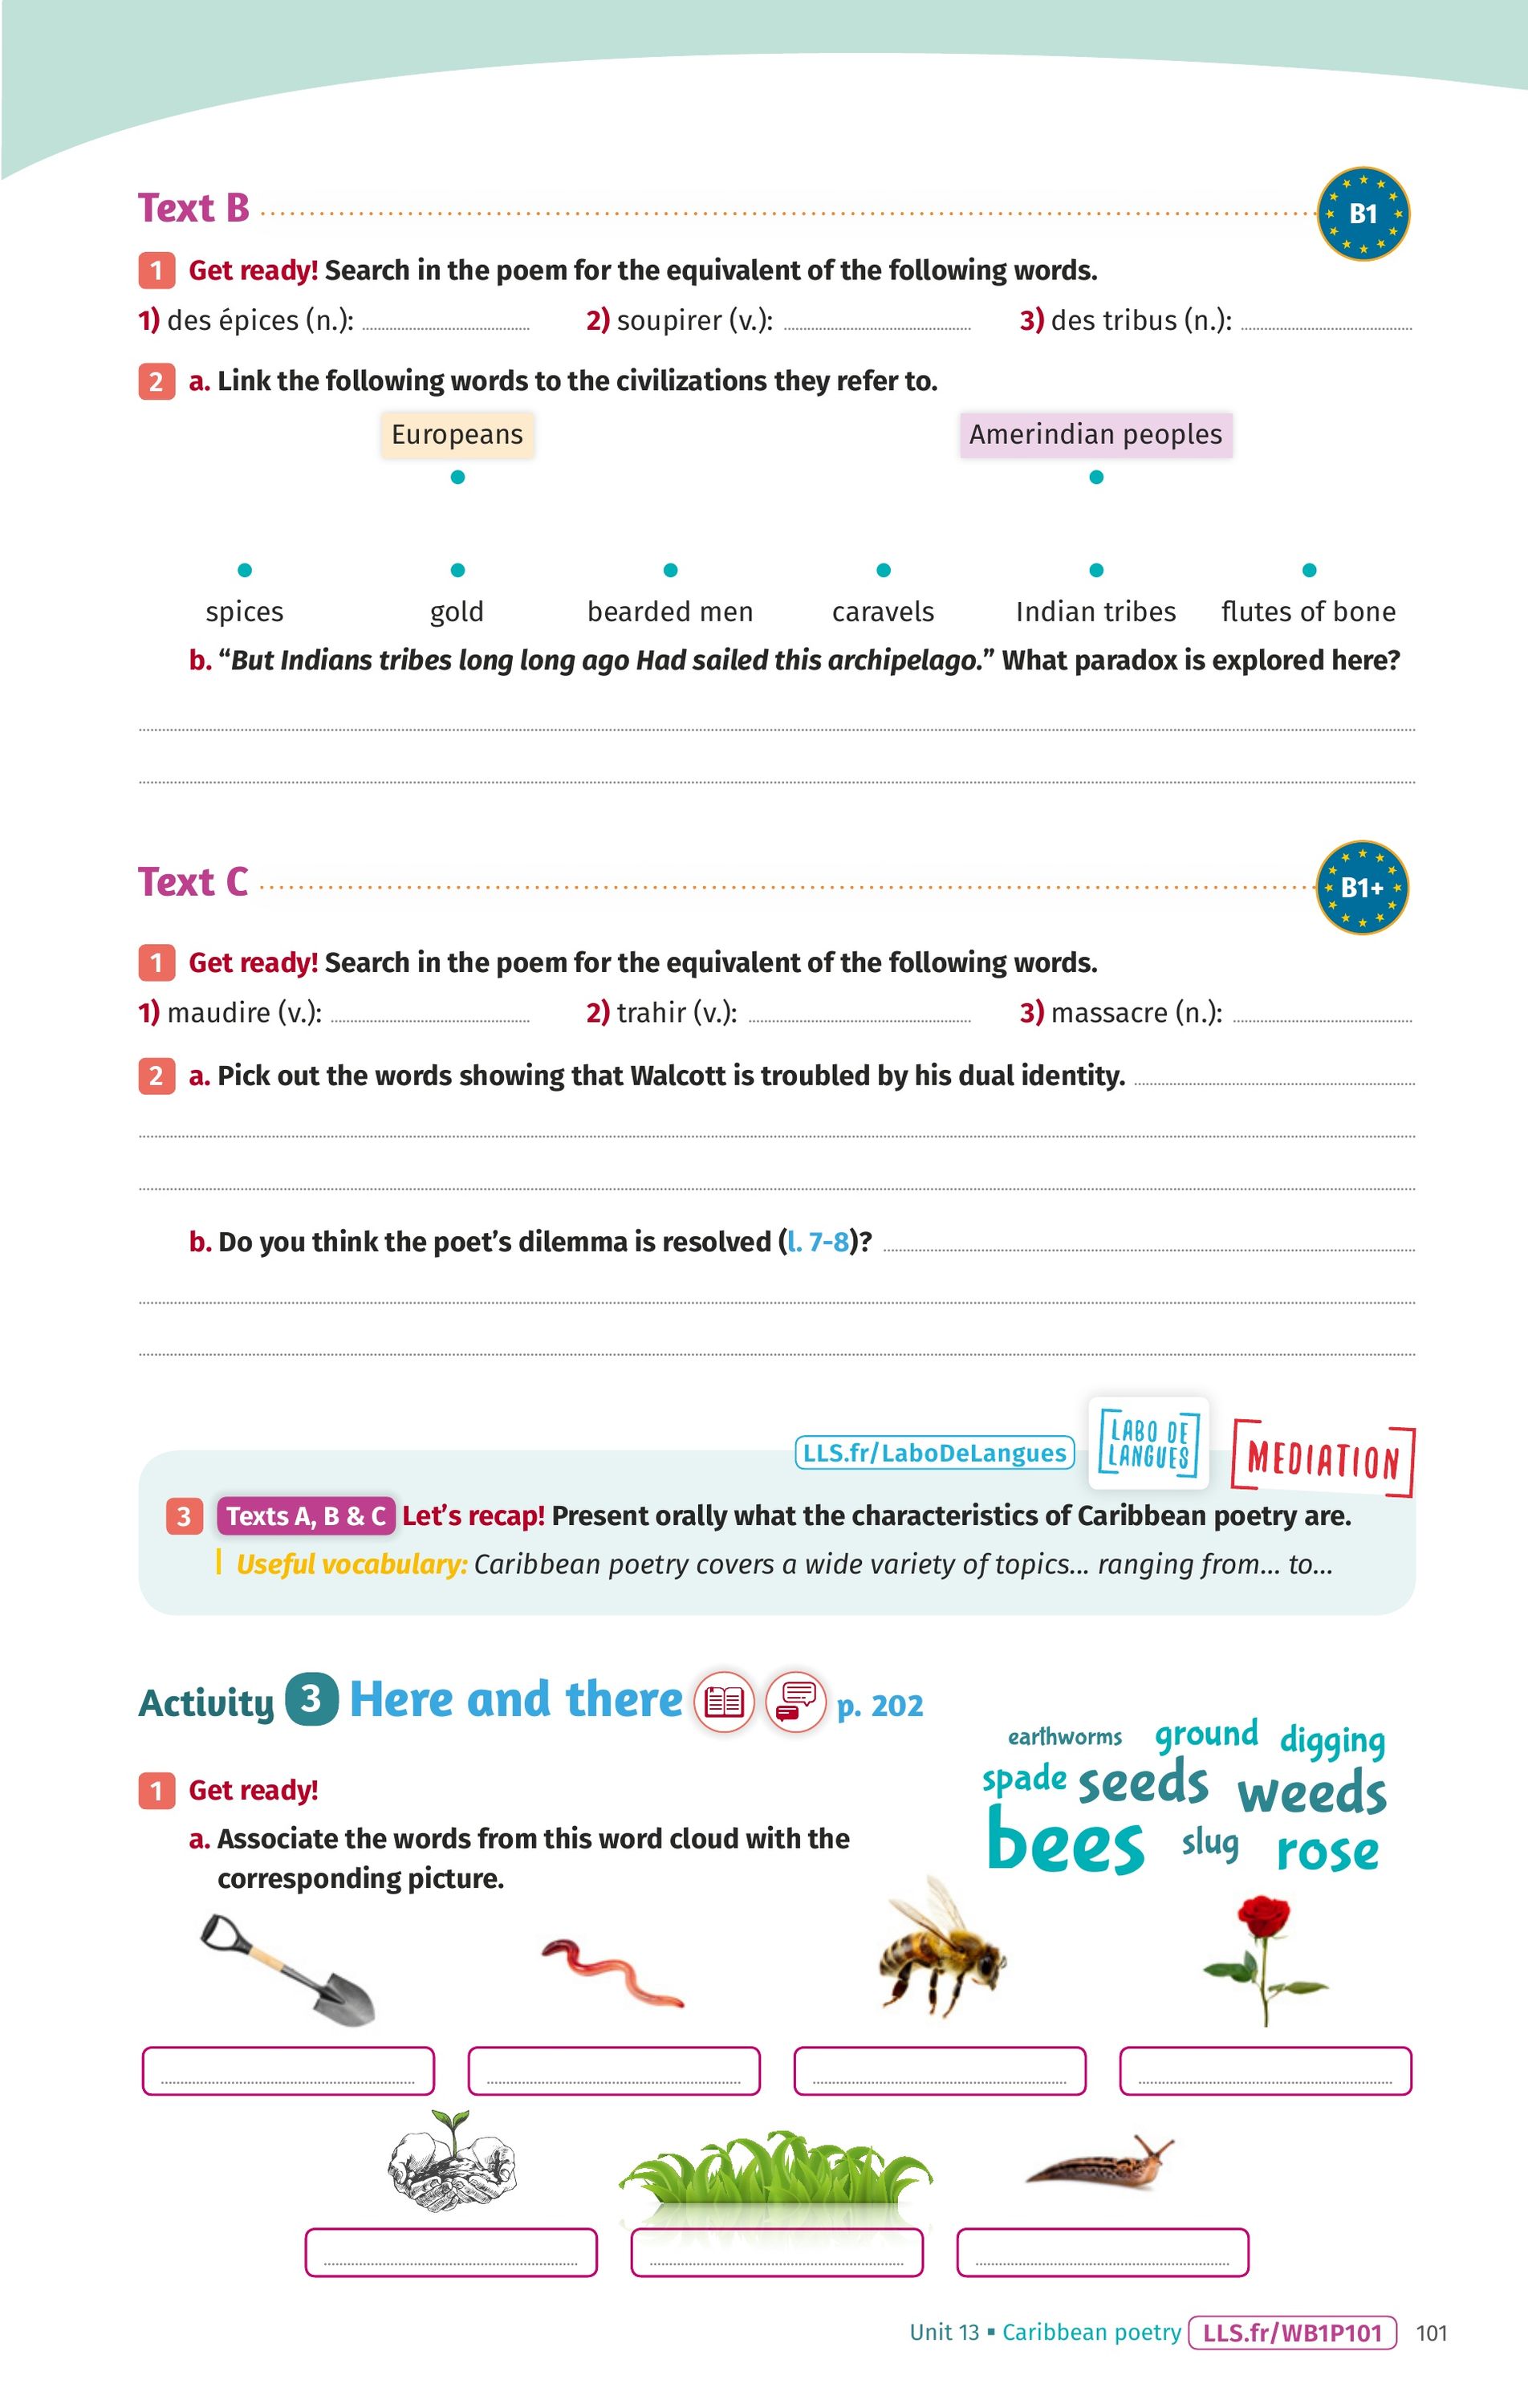 Text B
B1
1 Get ready! Search in the poem for the equivalent of the following words.
1) des épices (n.): 2) soupirer (v.): 3) des tribus (n.):
2 a. Link the following words to the civilizations they refer to.
Europeans Amerindian peoples
spices gold bearded men caravels Indian tribes flutes of bone
b. “But Indians tribes long long ago Had sailed this archipelago.” What paradox is explored here?
Text C
B1+
1 Get ready! Search in the poem for the equivalent of the following words.
1) maudire (v.): 2) trahir (v.): 3) massacre (n.):
2 a. Pick out the words showing that Walcott is troubled by his dual identity.
b. Do you think the poet’s dilemma is resolved (l. 7-8)?
LLS.fr/LaboDeLangues
LABO DE
LANGUES
MEDIATION
3 Texts A, B & C Let’s recap! Present orally what the characteristics of Caribbean poetry are.
Useful vocabulary: Caribbean poetry covers a wide variety of topics... ranging from... to...
Activity 3 Here and there p. 202
earthworms ground digging
spade seeds weeds
bees slug rose
1 Get ready!
a. Associate the words from this word cloud with the
corresponding picture.
Unit 13 ▪ Caribbean poetry LLS.fr/WB1P101 101